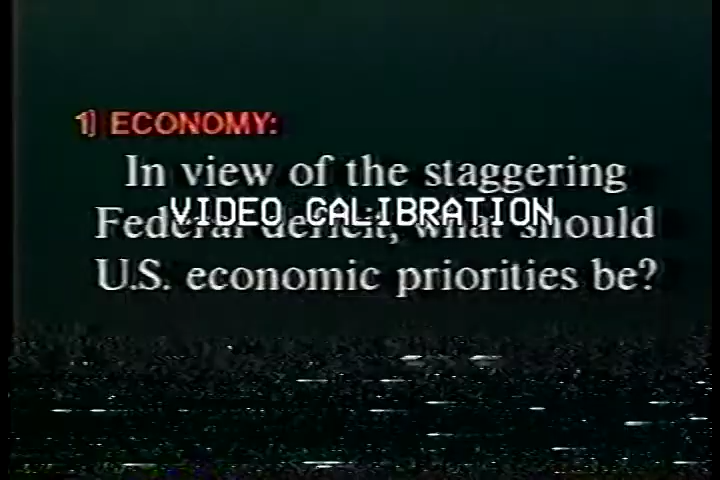 1) ECONOMY:
In view of the staggering
VIDEO CALIBRATION
Federal deficit, what should
U.S. economic priorities be?